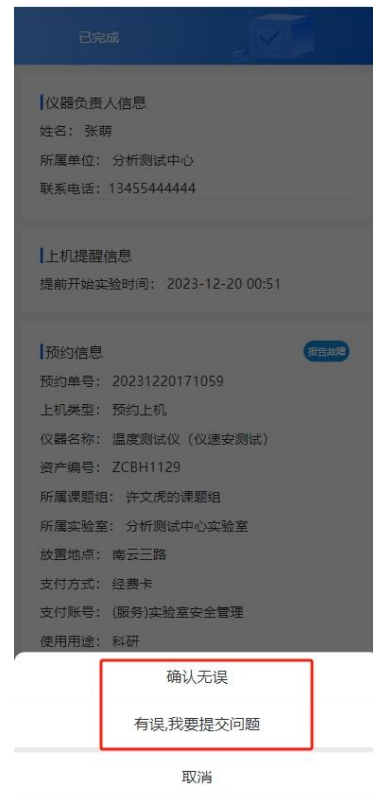 已完成
仪器负责人信息
姓名： 张萌
所属单位： 分析测试中心
联系电话：13455444444
上机提醒信息
提前开始实验时间： 2023-12-20 00:51
预约信息
报告故障
预约单号： 20231220171059
上机类型： 预约上机
仪器名称： 温度测试仪（仪速安测试）
资产编号： ZCBH1129
所属课题组： 许文虎的课题组
所属实验室： 分析测试中心实验室
放置地点： 南云三路
支付方式： 经费卡
支付账号： (服务)实验室安全管理
使用用途： 科研
确认无误
有误,我要提交问题
取消